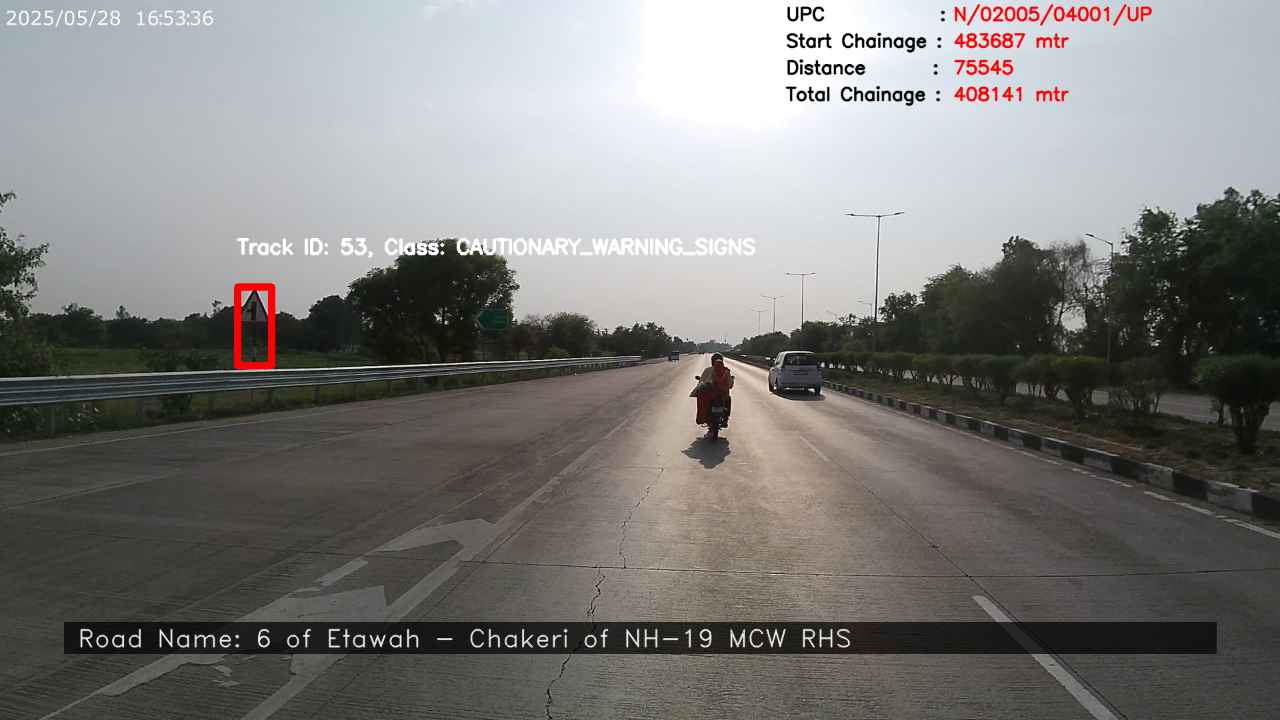 2025/05/28 16:53:36
UPC : N/02005/04001/UP
Start Chainage : 483687 mtr
Distance : 75545
Total Chainage : 408141 mtr
Track ID: 53, Class: CAUTIONARY_WARNING_SIGNS
Road Name: 6 of Etawah - Chakeri of NH-19 MCW RHS